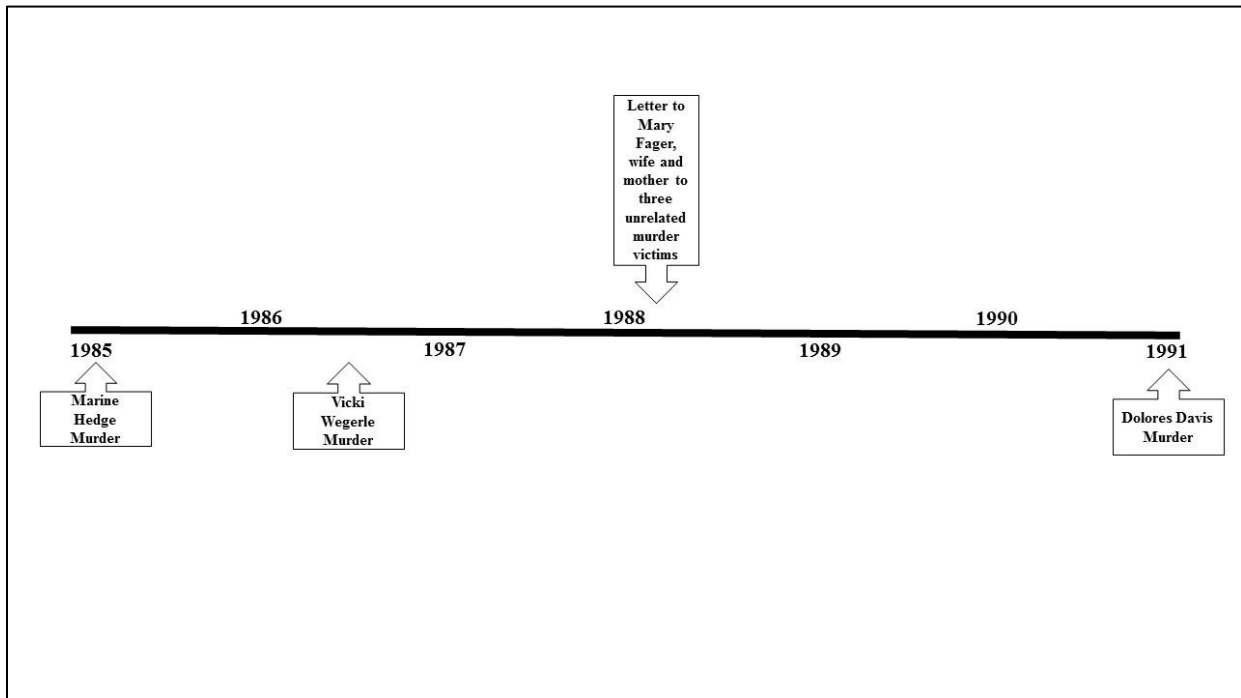 Letter to
Mary
Fager,
wife and
mother to
three
unrelated
murder
victims
1986
1988
1990
1985
1987
1989
1991
Marine
Hedge
Murder
Vicki
Wegerle
Murder
Dolores Davis
Murder